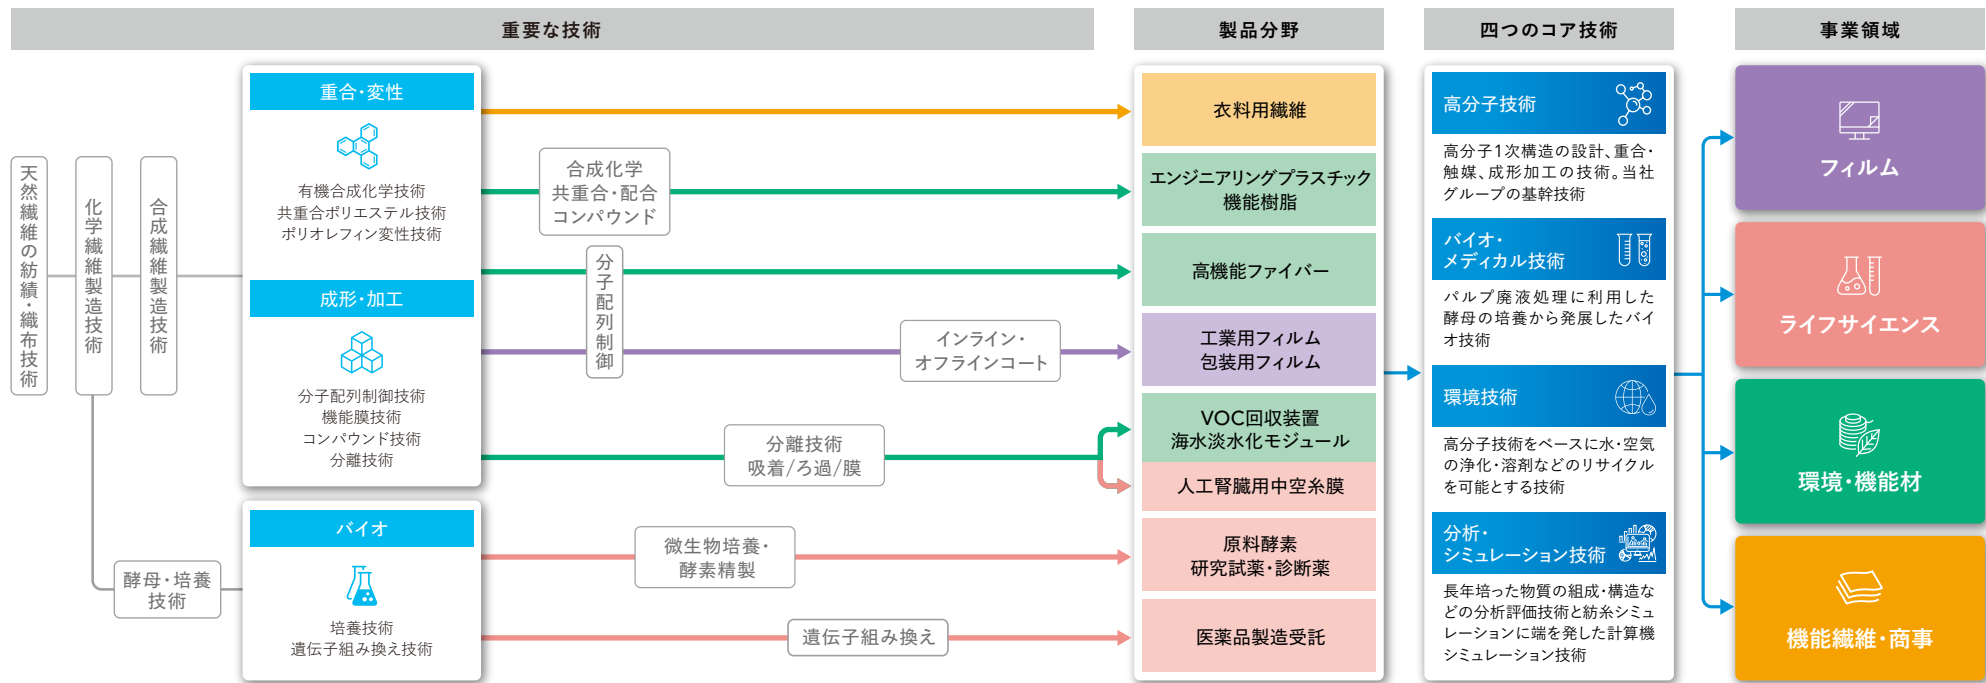 重要な技術
製品分野
四つのコア技術
事業領域
天然繊維の紡績・織布技術
化学繊維製造技術
合成繊維製造技術
酵母・培養
技術
重合・変性
有機合成化学技術
共重合ポリエステル技術
ポリオレフィン変性技術
成形・加工
分子配列制御技術
機能膜技術
コンパウンド技術
分離技術
バイオ
培養技術
遺伝子組み換え技術
合成化学
共重合・配合
コンパウンド
分子配列制御
インライン・
オフラインコート
分離技術
吸着/ろ過/膜
微生物培養・
酵素精製
遺伝子組み換え
衣料用繊維
エンジニアリングプラスチック
機能樹脂
高機能ファイバー
工業用フィルム
包装用フィルム
VOC回収装置
海水淡水化モジュール
人工腎臓用中空糸膜
原料酵素
研究試薬・診断薬
医薬品製造受託
高分子技術
高分子1次構造の設計、重合・
触媒、成形加工の技術。当社
グループの基幹技術
バイオ・
メディカル技術
パルプ廃液処理に利用した
酵母の培養から発展したバイ
オ技術
環境技術
高分子技術をベースに水・空気
の浄化・溶剤などのリサイクル
を可能とする技術
分析・
シミュレーション技術
長年培った物質の組成・構造な
どの分析評価技術と紡糸シミュ
レーションに端を発した計算機
シミュレーション技術
フィルム
ライフサイエンス
環境・機能材
機能繊維・商事